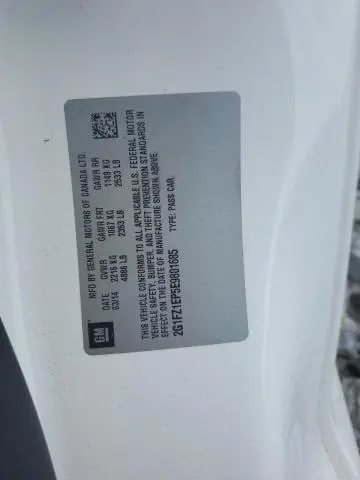 GM
MFD BY GENERAL MOTORS OF CANADA LTD.
DATE GVWR GAWR FRT GAWR RR
03/14 2216 KG 1067 KG 1149 KG
4886 LB 2353 LB 2533 LB
THIS VEHICLE CONFORMS TO ALL APPLICABLE U.S. FEDERAL MOTOR
VEHICLE SAFETY, BUMPER, AND THEFT PREVENTION STANDARDS IN
EFFECT ON THE DATE OF MANUFACTURE SHOWN ABOVE.
2G1FZ1EP5E9801685 TYPE: PASS CAR